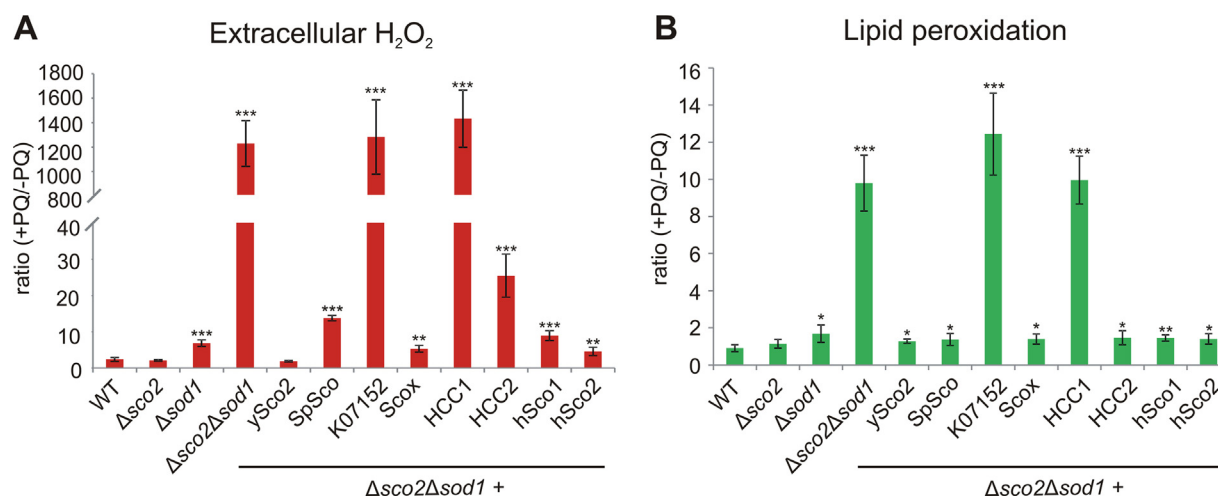 A
Extracellular H₂O₂
ratio (+PQ/-PQ)
1800
1600
1400
1200
1000
800
40
30
20
10
0
***
***
***
***
***
**
***
***
**
WT
Δsco2
Δsod1
Δsco2Δsod1
ySco2
SpSco
K07152
Scox
HCC1
HCC2
hSco1
hSco2
Δsco2Δsod1 +
B
Lipid peroxidation
ratio (+PQ/-PQ)
16
14
12
10
8
6
4
2
0
*
***
*
*
***
*
***
*
**
*
WT
Δsco2
Δsod1
Δsco2Δsod1
ySco2
SpSco
K07152
Scox
HCC1
HCC2
hSco1
hSco2
Δsco2Δsod1 +